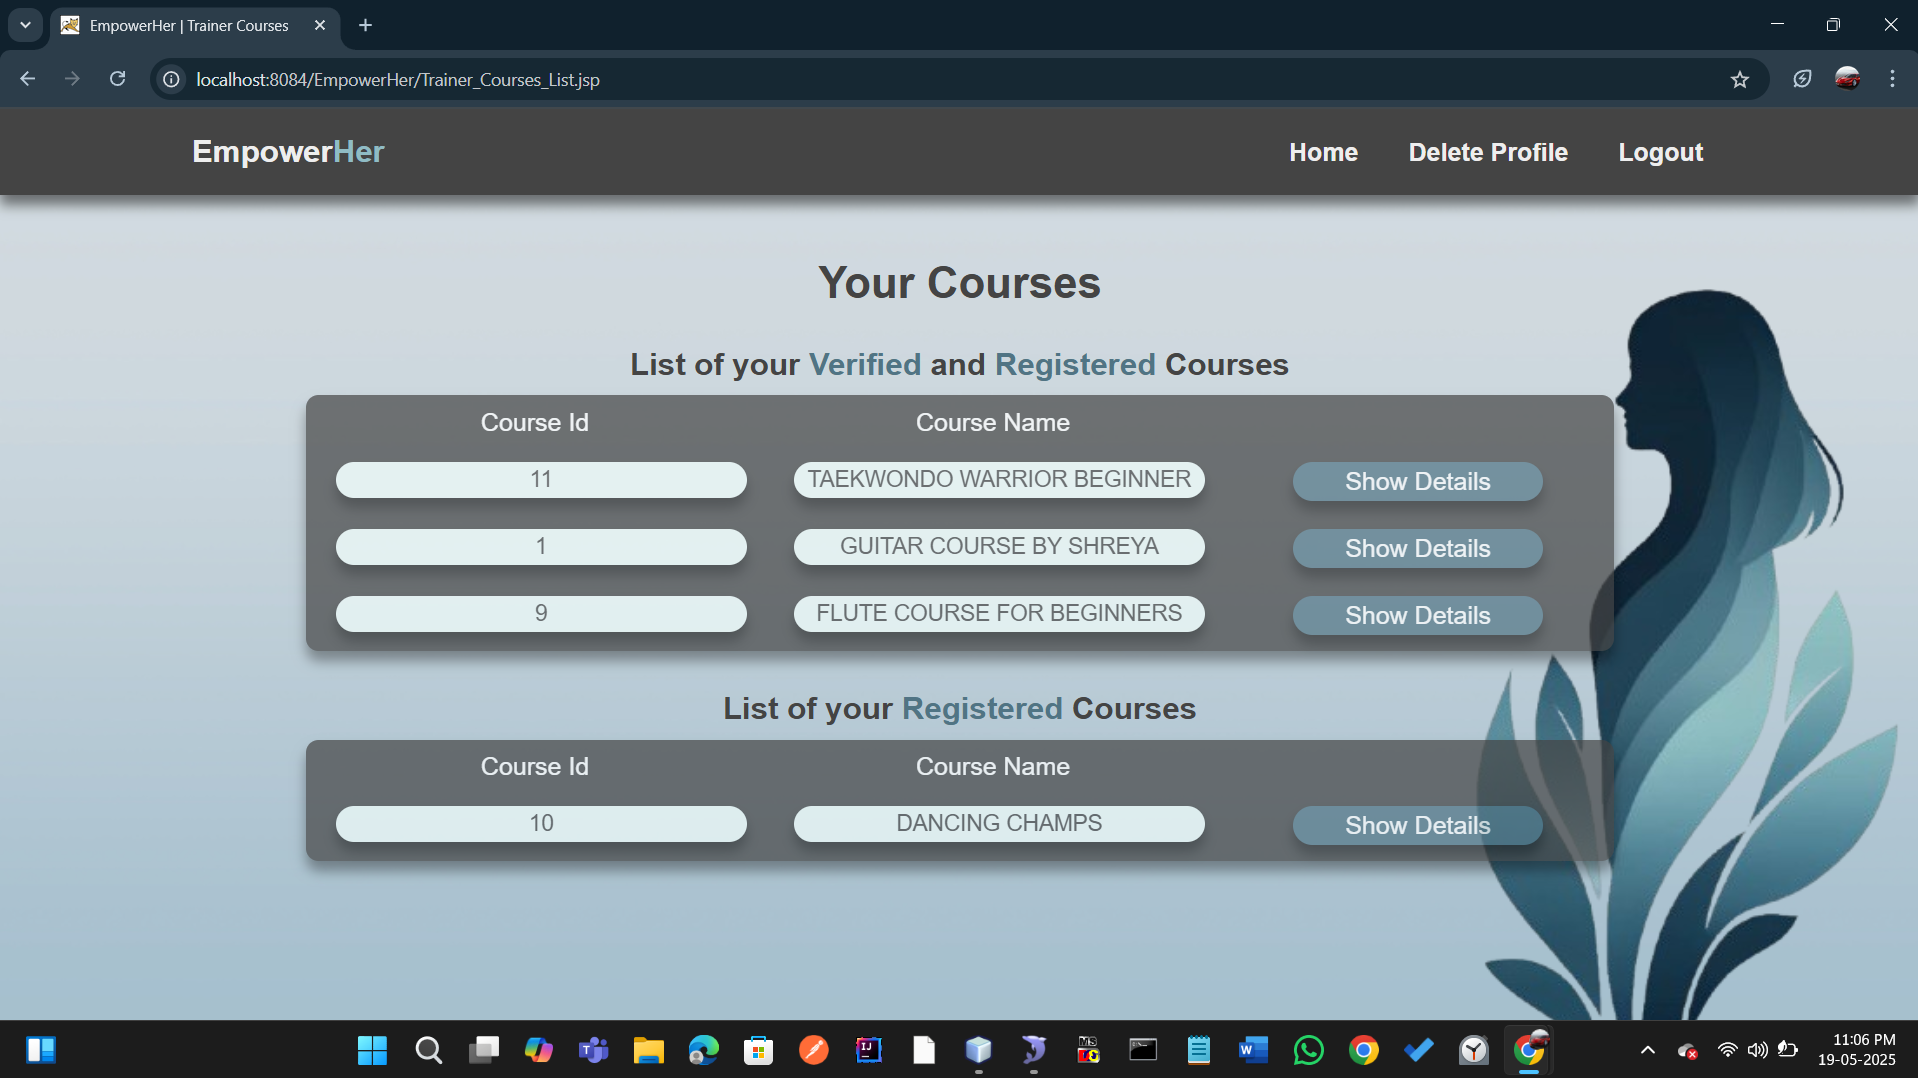 EmpowerHer | Trainer Courses
localhost:8084/EmpowerHer/Trainer_Courses_List.jsp
EmpowerHer
Home Delete Profile Logout
Your Courses
List of your Verified and Registered Courses
Course Id Course Name
11 TAEKWONDO WARRIOR BEGINNER Show Details
1 GUITAR COURSE BY SHREYA Show Details
9 FLUTE COURSE FOR BEGINNERS Show Details
List of your Registered Courses
Course Id Course Name
10 DANCING CHAMPS Show Details
11:06 PM
19-05-2025